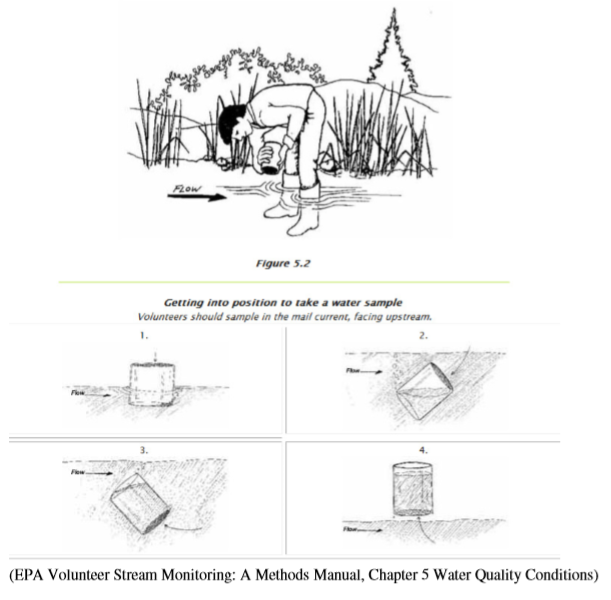 FLOW
Figure 5.2
Getting into position to take a water sample
Volunteers should sample in the mail current, facing upstream.
1.
Flow
2.
Flow
3.
Flow
4.
Flow
(EPA Volunteer Stream Monitoring: A Methods Manual, Chapter 5 Water Quality Conditions)